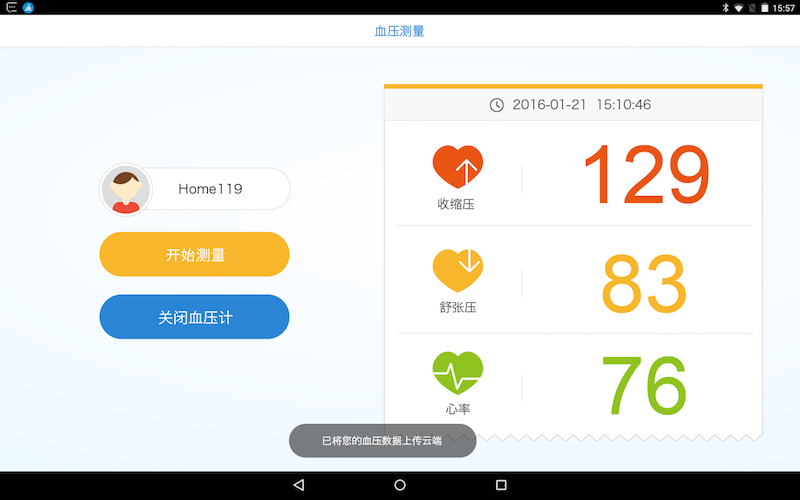 15:57
血压测量
Home119
开始测量
关闭血压计
2016-01-21 15:10:46
收缩压
129
舒张压
83
心率
76
已将您的血压数据上传云端